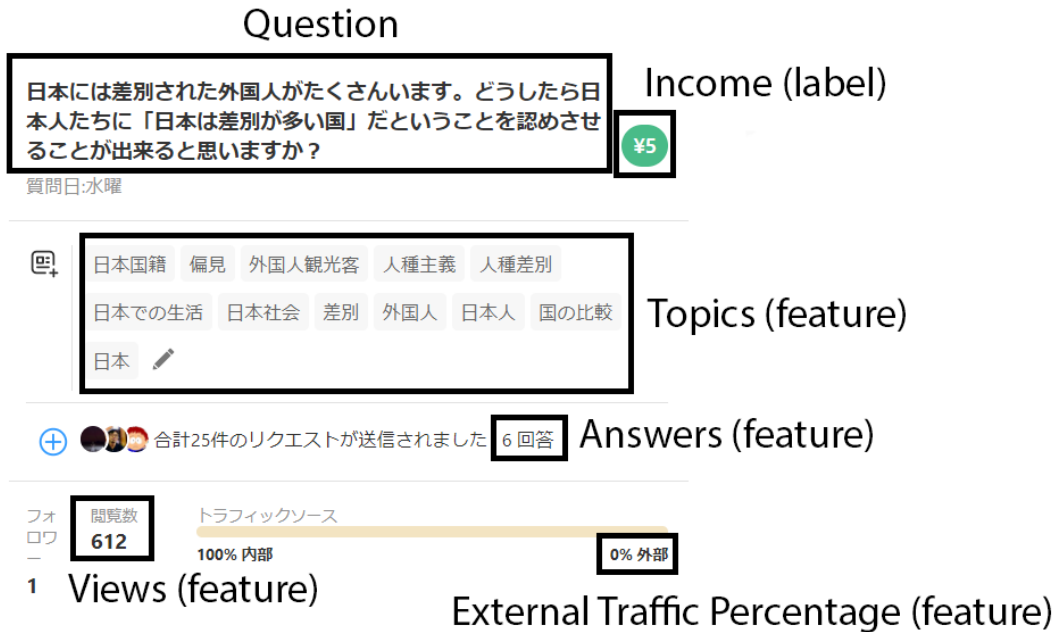 Question
日本には差別された外国人がたくさんいます。どうしたら日
本人たちに「日本は差別が多い国」だということを認めさせ
ることが出来ると思いますか？
Income (label)
¥5
質問日:水曜
日本国籍 偏見 外国人観光客 人種主義 人種差別
日本での生活 日本社会 差別 外国人 日本人 国の比較
日本
Topics (feature)
合計25件のリクエストが送信されました 6 回答
Answers (feature)
フォ
ロワ
ー
1
閲覧数
612
トラフィックソース
100% 内部
0% 外部
Views (feature)
External Traffic Percentage (feature)